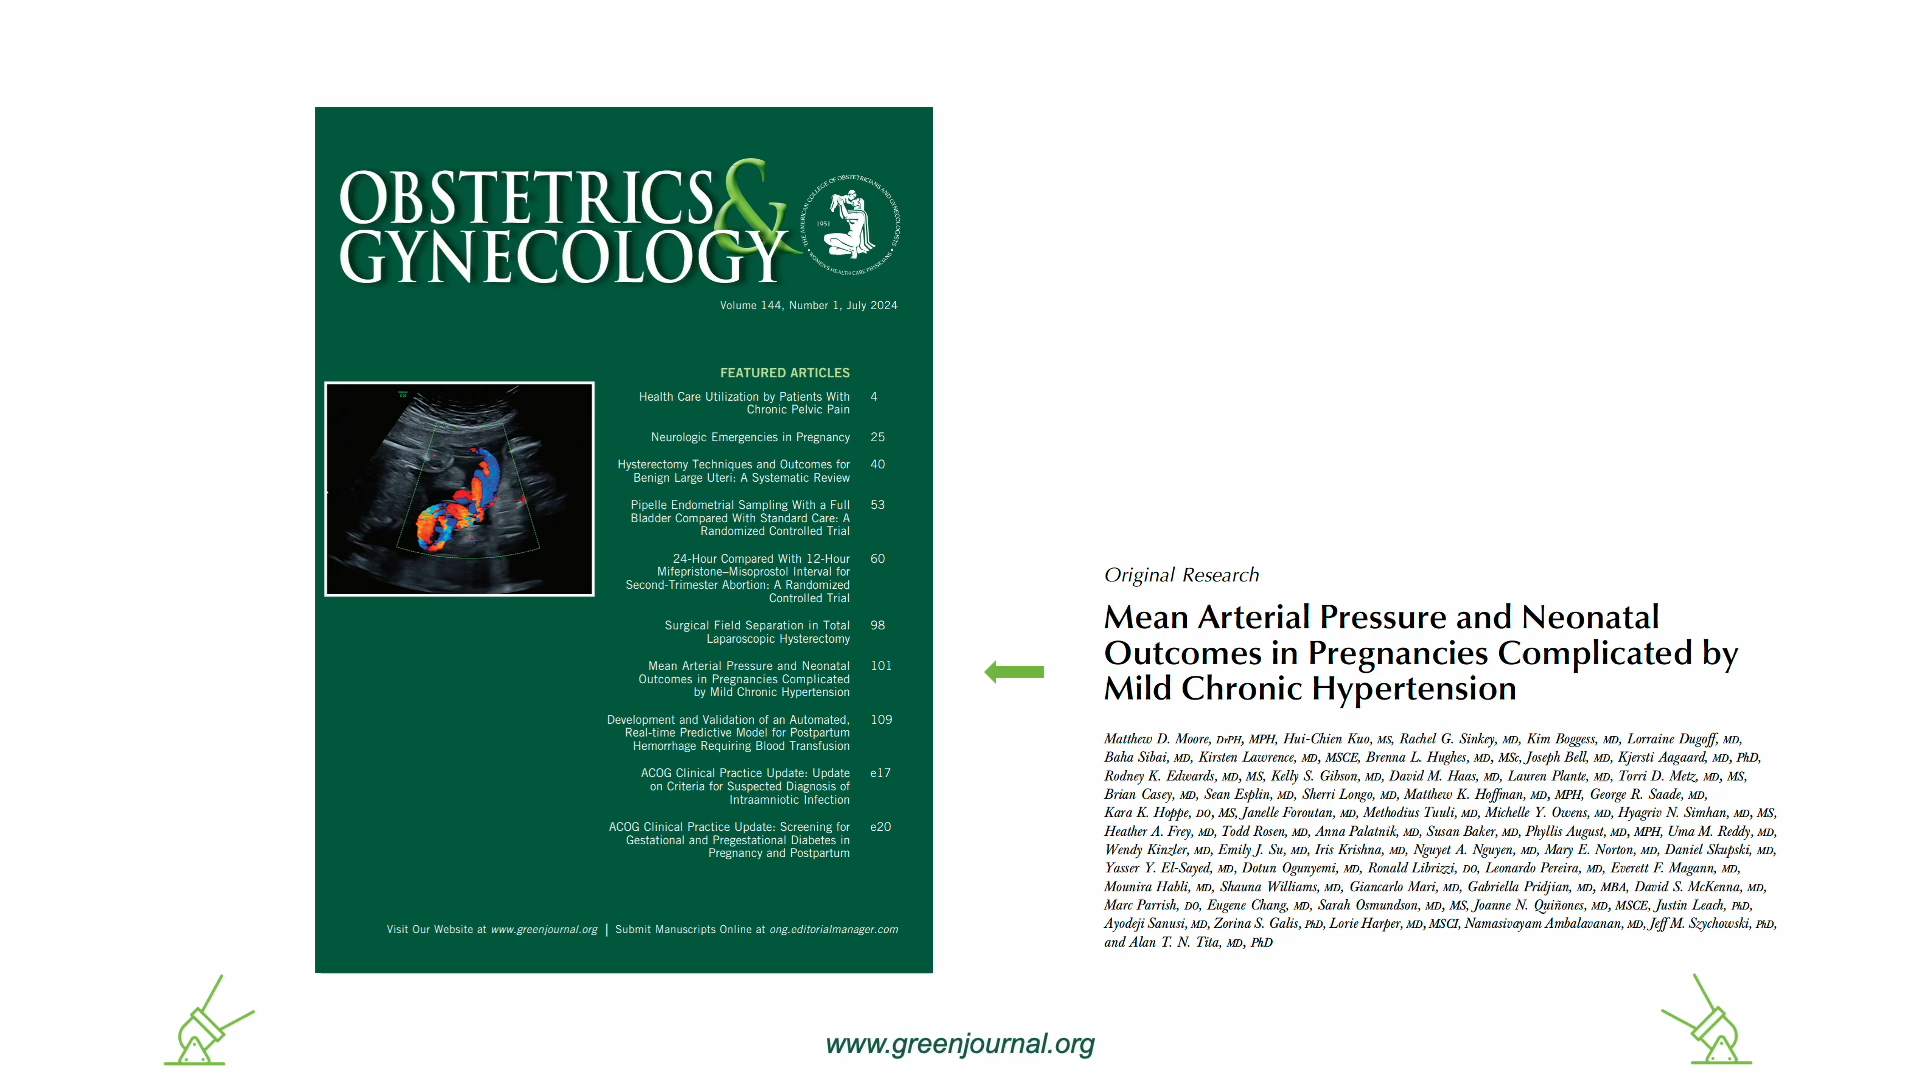 OBSTETRICS &
GYNECOLOGY
THE AMERICAN COLLEGE OF OBSTETRICIANS AND GYNECOLOGISTS
1951
WOMEN'S HEALTH CARE PHYSICIANS
Volume 144, Number 1, July 2024
FEATURED ARTICLES
Health Care Utilization by Patients With 4
Chronic Pelvic Pain
Neurologic Emergencies in Pregnancy 25
Hysterectomy Techniques and Outcomes for 40
Benign Large Uteri: A Systematic Review
Pipelle Endometrial Sampling With a Full 53
Bladder Compared With Standard Care: A
Randomized Controlled Trial
24-Hour Compared With 12-Hour 60
Mifepristone–Misoprostol Interval for
Second-Trimester Abortion: A Randomized
Controlled Trial
Surgical Field Separation in Total 98
Laparoscopic Hysterectomy
Mean Arterial Pressure and Neonatal 101
Outcomes in Pregnancies Complicated
by Mild Chronic Hypertension
Development and Validation of an Automated, 109
Real-time Predictive Model for Postpartum
Hemorrhage Requiring Blood Transfusion
ACOG Clinical Practice Update: Update e17
on Criteria for Suspected Diagnosis of
Intraamniotic Infection
ACOG Clinical Practice Update: Screening for e20
Gestational and Pregestational Diabetes in
Pregnancy and Postpartum
Visit Our Website at www.greenjournal.org | Submit Manuscripts Online at ong.editorialmanager.com
Original Research
Mean Arterial Pressure and Neonatal
Outcomes in Pregnancies Complicated by
Mild Chronic Hypertension
Matthew D. Moore, DrPH, MPH, Hui-Chien Kuo, MS, Rachel G. Sinkey, MD, Kim Boggess, MD, Lorraine Dugoff, MD,
Baha Sibai, MD, Kirsten Lawrence, MD, MSCE, Brenna L. Hughes, MD, MSc, Joseph Bell, MD, Kjersti Aagaard, MD, PhD,
Rodney K. Edwards, MD, MS, Kelly S. Gibson, MD, David M. Haas, MD, Lauren Plante, MD, Torri D. Metz, MD, MS,
Brian Casey, MD, Sean Esplin, MD, Sherri Longo, MD, Matthew K. Hoffman, MD, MPH, George R. Saade, MD,
Kara K. Hoppe, DO, MS, Janelle Foroutan, MD, Methodius Tuuli, MD, Michelle Y. Owens, MD, Hyagriv N. Simhan, MD, MS,
Heather A. Frey, MD, Todd Rosen, MD, Anna Palatnik, MD, Susan Baker, MD, Phyllis August, MD, MPH, Uma M. Reddy, MD,
Wendy Kinzler, MD, Emily J. Su, MD, Iris Krishna, MD, Nguyet A. Nguyen, MD, Mary E. Norton, MD, Daniel Skupski, MD,
Yasser Y. El-Sayed, MD, Dotun Ogunyemi, MD, Ronald Librizzi, DO, Leonardo Pereira, MD, Everett F. Magann, MD,
Mounira Habli, MD, Shauna Williams, MD, Giancarlo Mari, MD, Gabriella Pridjian, MD, MBA, David S. McKenna, MD,
Marc Parrish, DO, Eugene Chang, MD, Sarah Osmundson, MD, MS, Joanne N. Quiñones, MD, MSCE, Justin Leach, PhD,
Ayodeji Sanusi, MD, Zorina S. Galis, PhD, Lorie Harper, MD, MSCI, Namasivayam Ambalavanan, MD, Jeff M. Szychowski, PhD,
and Alan T. N. Tita, MD, PhD
www.greenjournal.org